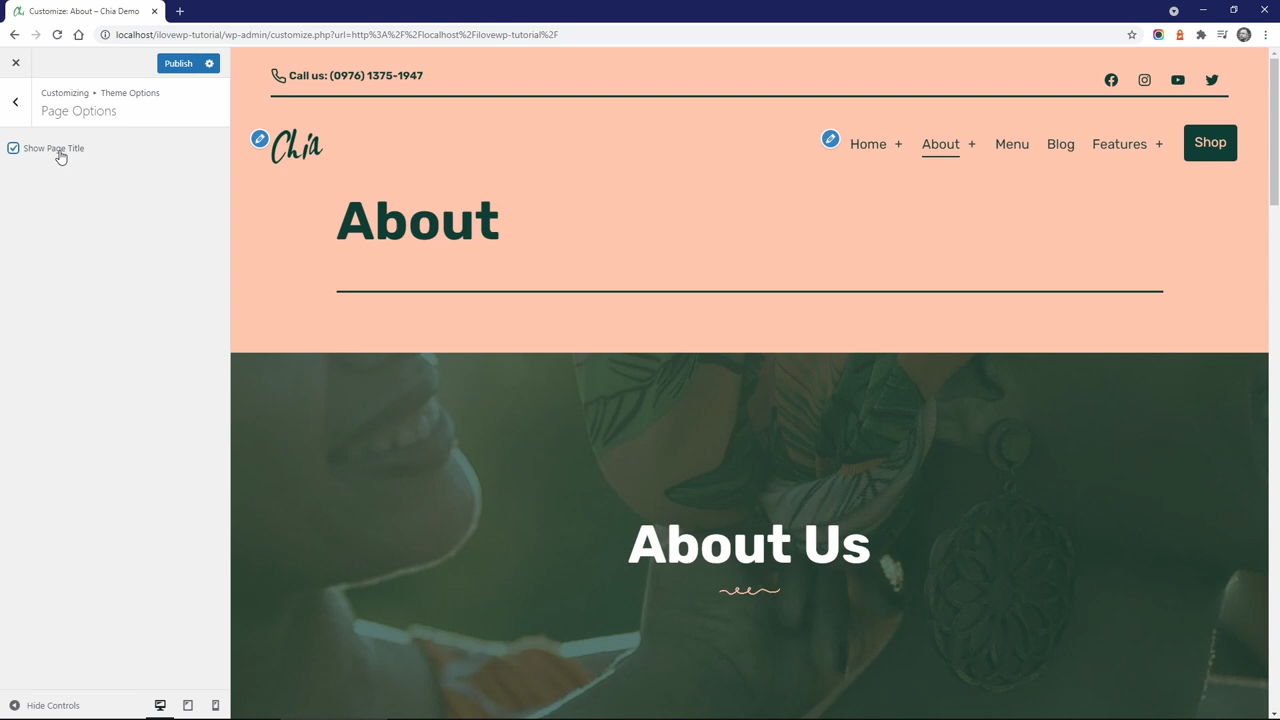 Customize: About – Chia Demo
localhost/ilovewp-tutorial/wp-admin/customize.php?url=http%3A%2F%2Flocalhost%2Filovewp-tutorial%2F
Publish
Customizing ▸ Theme Options
Page Options
Show Page Title
Hide Controls
Call us: (0976) 1375-1947
Chia
Home + About + Menu Blog Features + Shop
About
About Us